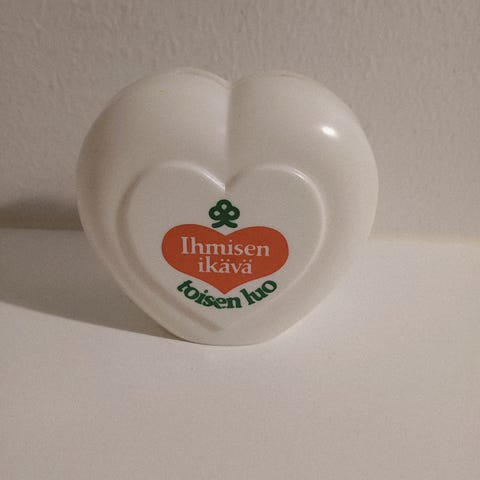 Ihmisen
ikävä
toisen luo